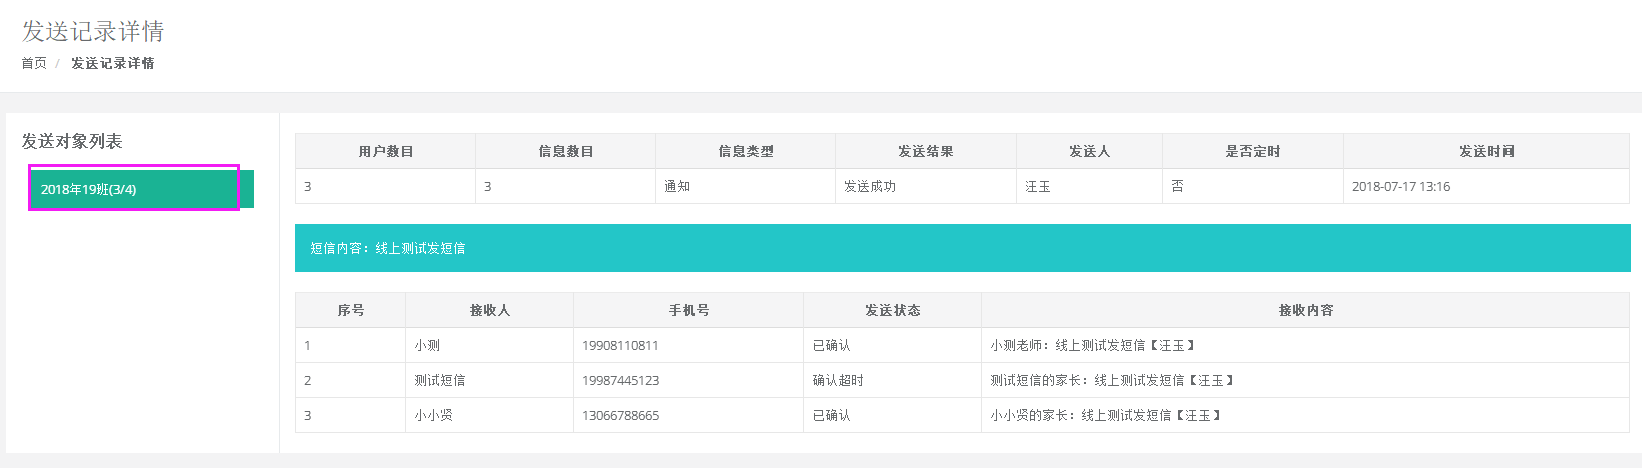 发送记录详情
首页 / 发送记录详情
发送对象列表
2018年19班(3/4)
用户数目 信息数目 信息类型 发送结果 发送人 是否定时 发送时间
3 3 通知 发送成功 汪玉 否 2018-07-17 13:16
短信内容：线上测试发短信
序号 接收人 手机号 发送状态 接收内容
1 小测 19908110811 已确认 小测老师：线上测试发短信【汪玉】
2 测试短信 19987445123 确认超时 测试短信的家长：线上测试发短信【汪玉】
3 小小贤 13066788665 已确认 小小贤的家长：线上测试发短信【汪玉】